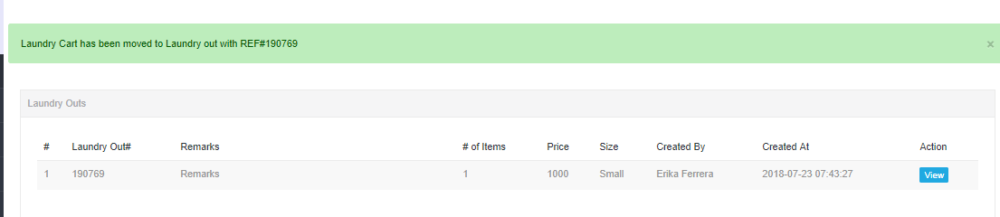 Laundry Cart has been moved to Laundry out with REF#190769 ×
Laundry Outs
# Laundry Out# Remarks # of Items Price Size Created By Created At Action
1 190769 Remarks 1 1000 Small Erika Ferrera 2018-07-23 07:43:27 View